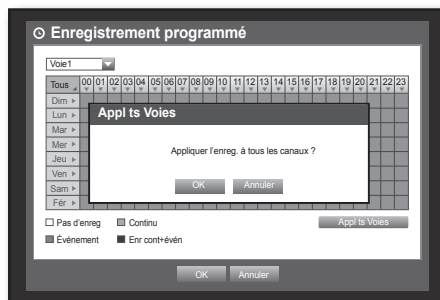 Enregistrement programmé
Voie1
Tous 00 01 02 03 04 05 06 07 08 09 10 11 12 13 14 15 16 17 18 19 20 21 22 23
Dim
Lun
Mar
Mer
Jeu
Ven
Sam
Fér
Appl ts Voies
Appliquer l'enreg. à tous les canaux ?
OK Annuler
Pas d'enreg Continu Appl ts Voies
Événement Enr cont+évén
OK Annuler